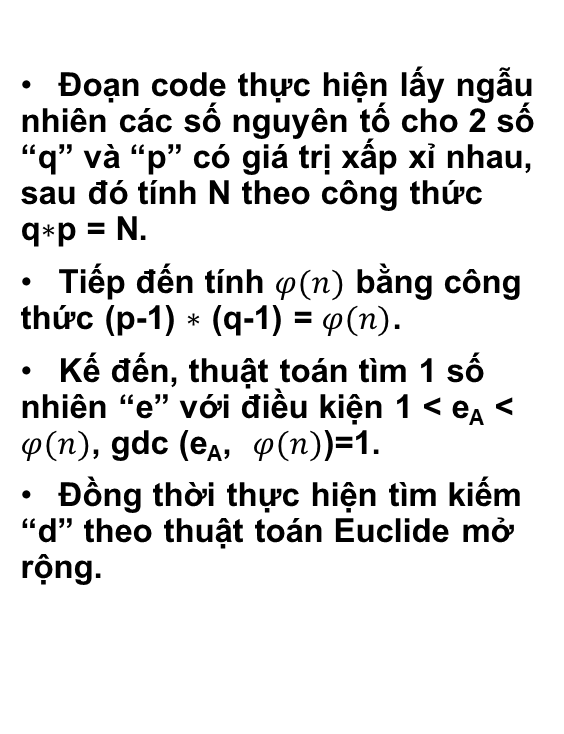 • Đoạn code thực hiện lấy ngẫu
nhiên các số nguyên tố cho 2 số
“q” và “p” có giá trị xấp xỉ nhau,
sau đó tính N theo công thức
q∗p = N.
• Tiếp đến tính 𝜑(𝑛) bằng công
thức (p-1) ∗ (q-1) = 𝜑(𝑛).
• Kế đến, thuật toán tìm 1 số
nhiên “e” với điều kiện 1 < eA <
𝜑(𝑛), gdc (eA, 𝜑(𝑛))=1.
• Đồng thời thực hiện tìm kiếm
“d” theo thuật toán Euclide mở
rộng.